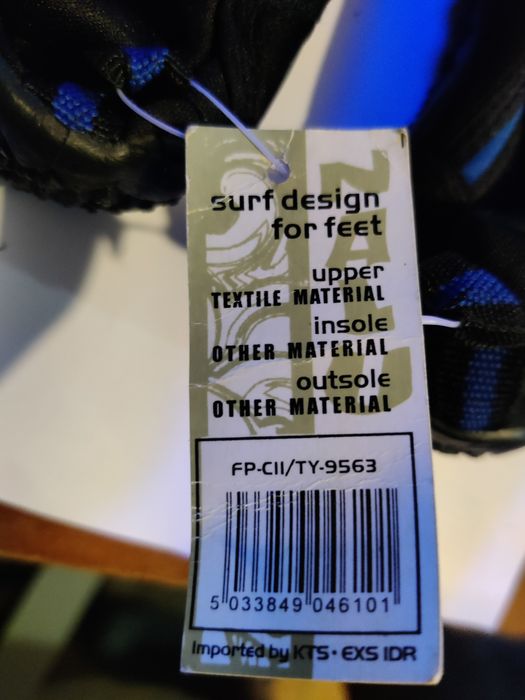 surf design
for feet
upper
TEXTILE MATERIAL
insole
OTHER MATERIAL
outsole
OTHER MATERIAL
FP-C11/TY-9563
5 033849 046101
Imported by KTS • EXS IDR